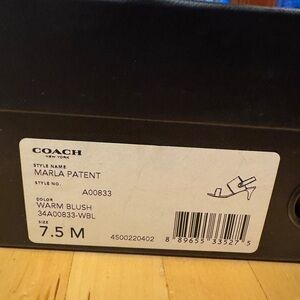 COACH
NEW YORK
STYLE NAME
MARLA PATENT
STYLE NO.
A00833
COLOR
WARM BLUSH
34A00833-WBL
SIZE
7.5 M
4500220402
8 89655 33527 5